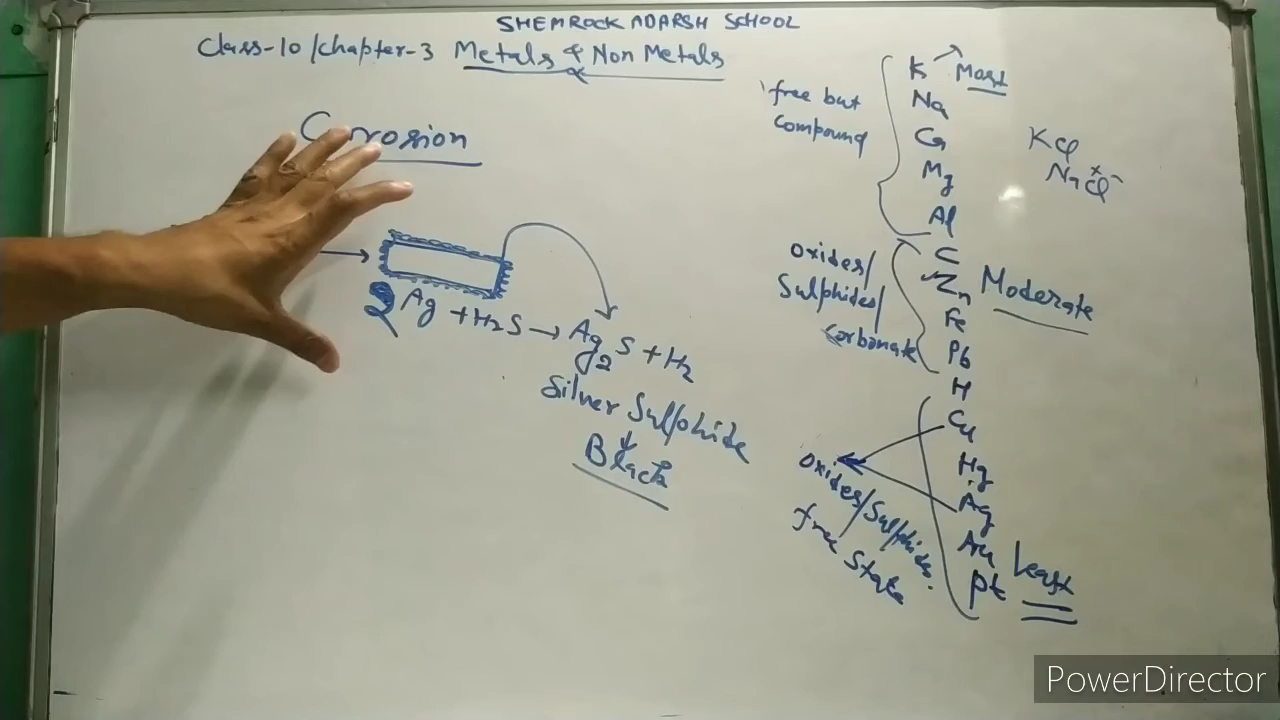 SHEMROCK ADARSH SCHOOL
Class-10/Chapter-3 Metals & Non Metals
Corrosion
2Ag + H2S → Ag2S + H2
Silver Sulphide
↓
Black
free but
compound
Oxides/
Sulphides/
Carbonate
Oxides/Sulphides.
free state
K → Most
Na
Ca
Mg
Al
C
Zn
Moderate
Fe
Pb
H
Cu
Hg
Ag
Au
Least
Pt
KCl
Na+Cl-
PowerDirector